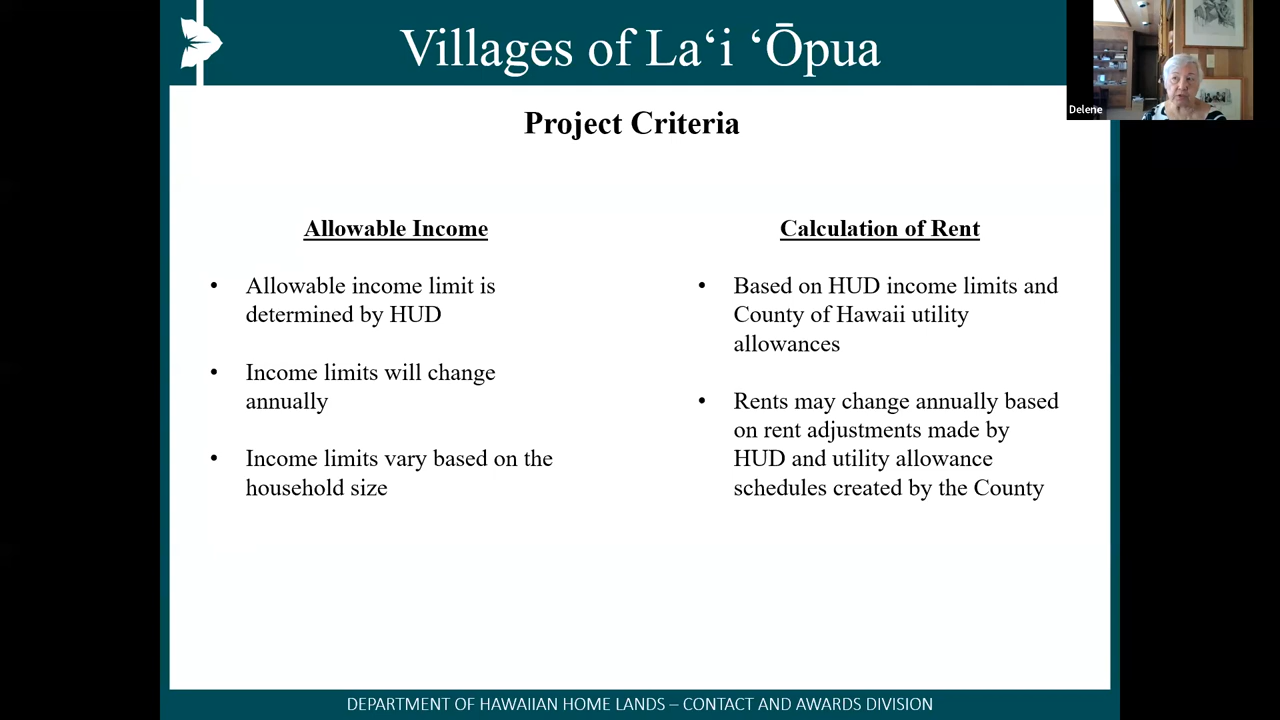 Villages of Laʻi ʻŌpua
Delene
Project Criteria
Allowable Income
• Allowable income limit is
determined by HUD
• Income limits will change
annually
• Income limits vary based on the
household size
Calculation of Rent
• Based on HUD income limits and
County of Hawaii utility
allowances
• Rents may change annually based
on rent adjustments made by
HUD and utility allowance
schedules created by the County
DEPARTMENT OF HAWAIIAN HOME LANDS – CONTACT AND AWARDS DIVISION